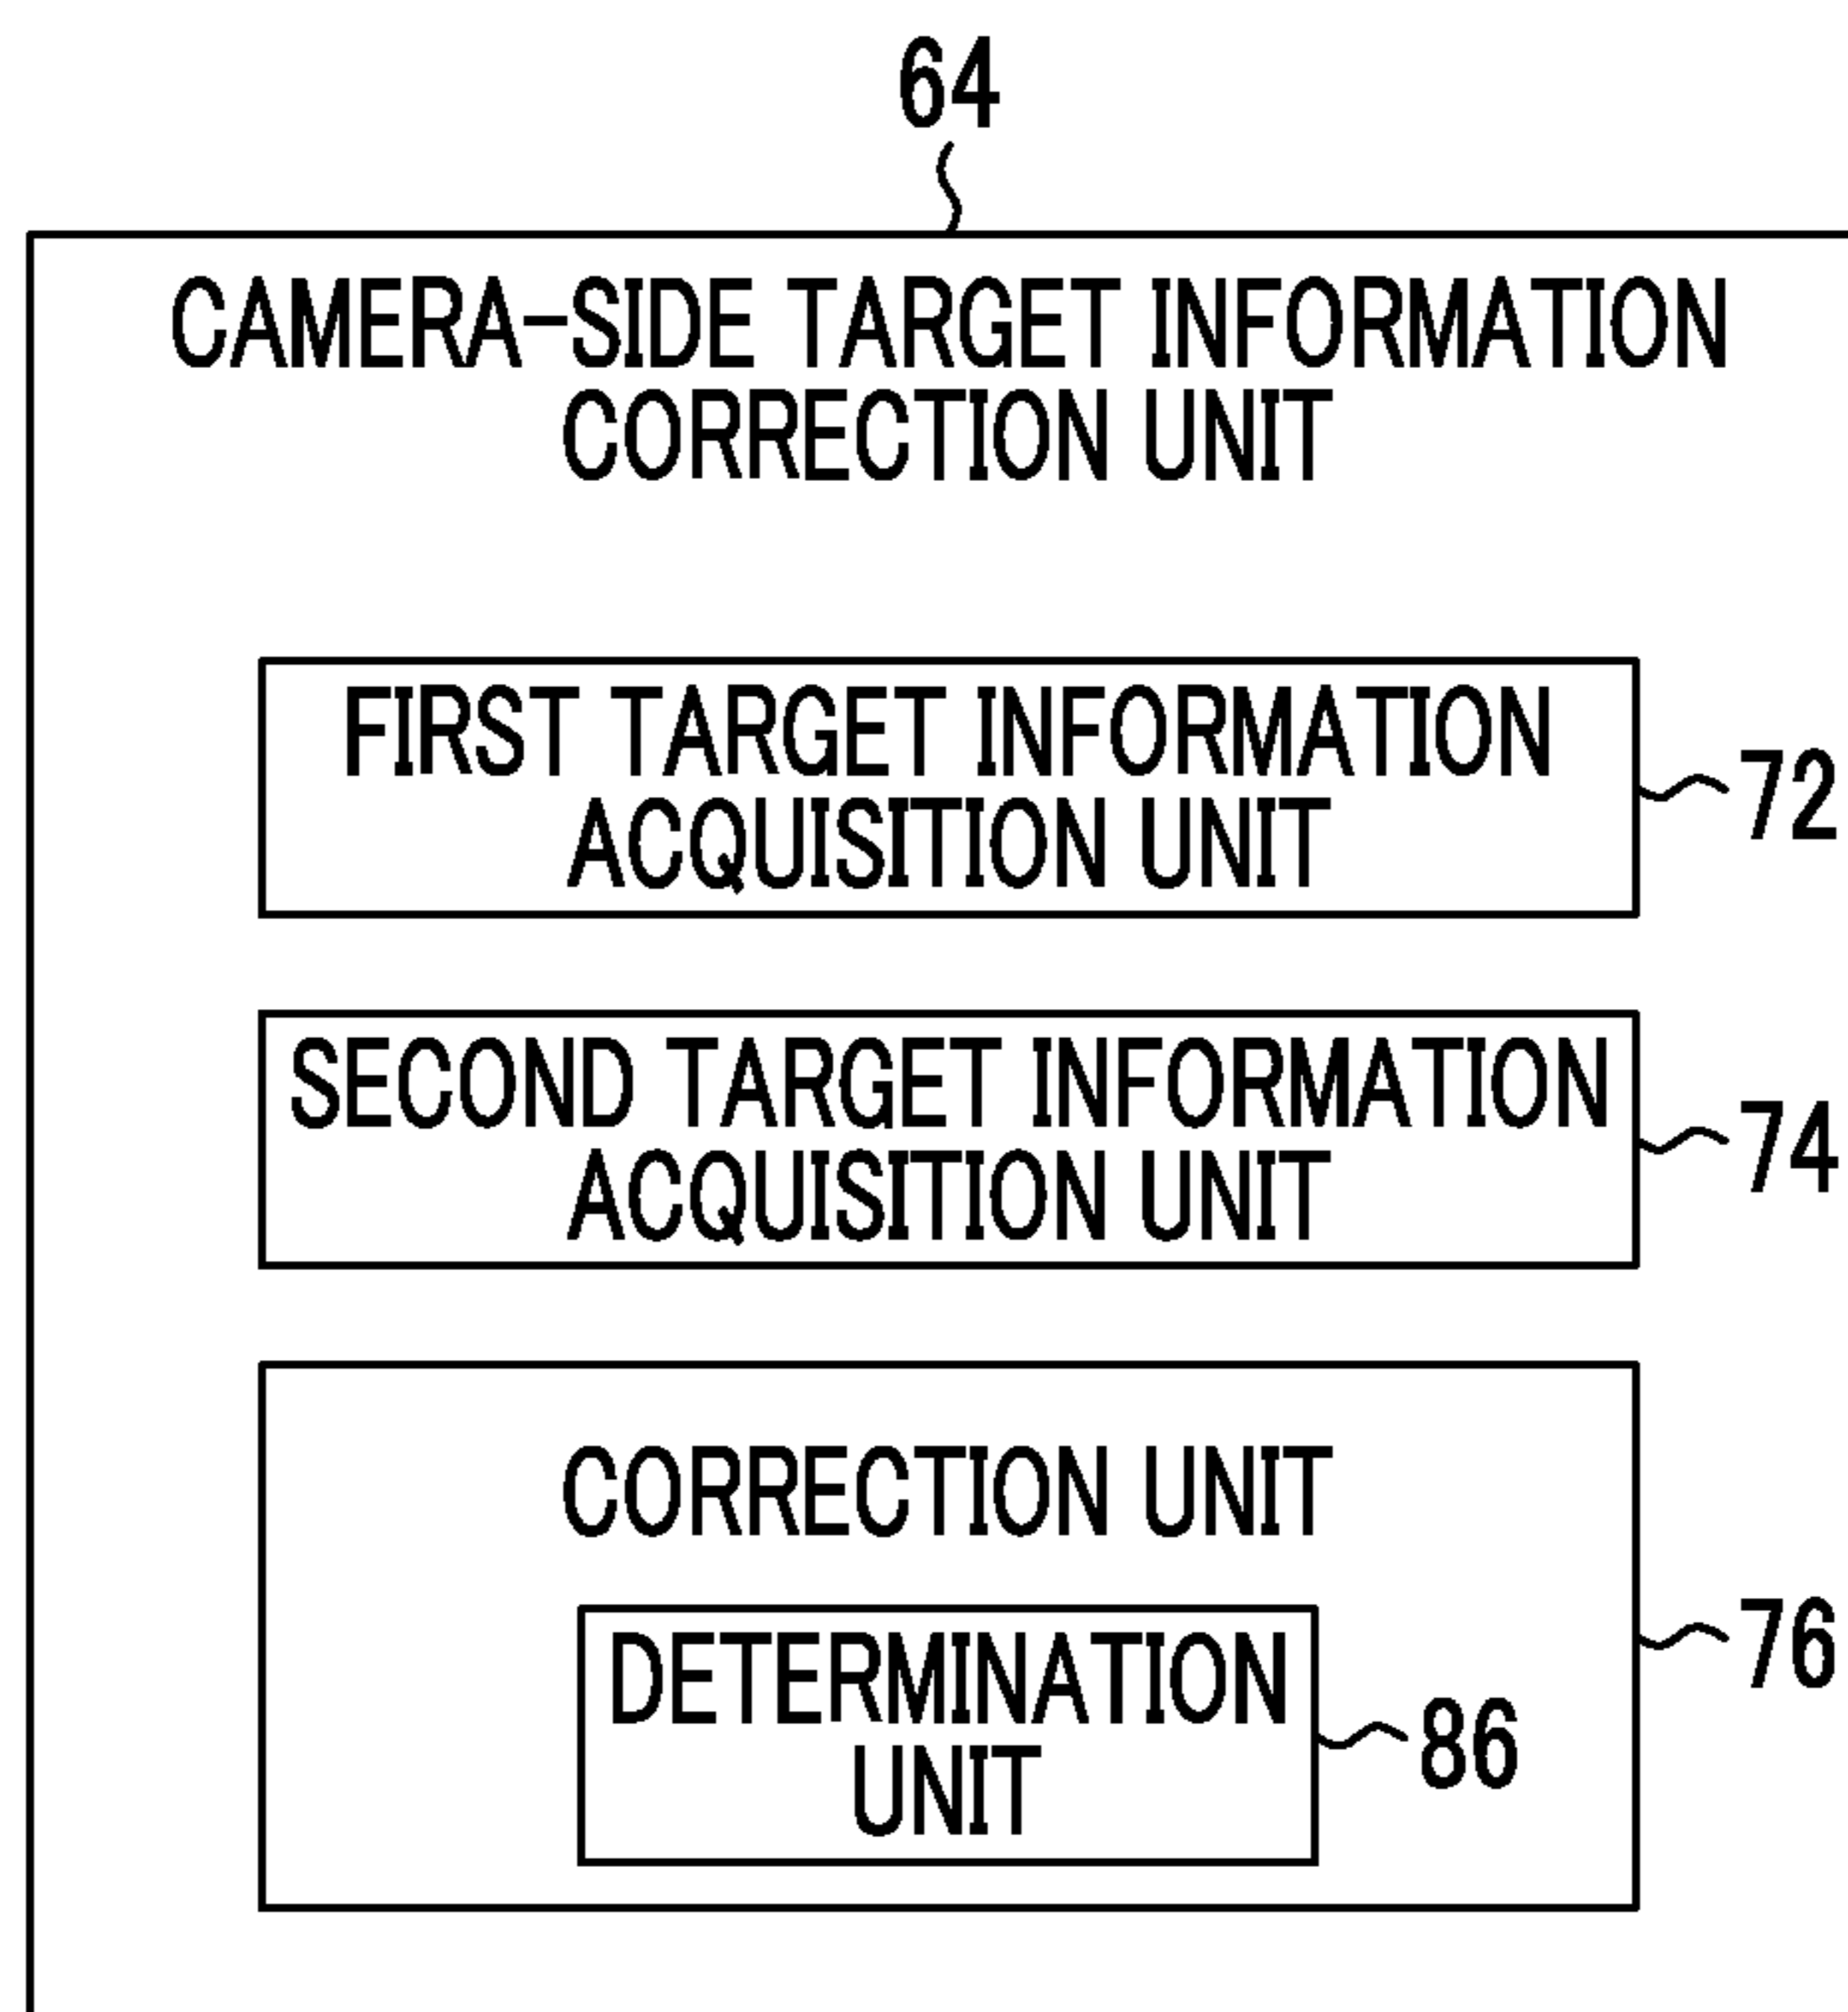 64
CAMERA-SIDE TARGET INFORMATION
CORRECTION UNIT
FIRST TARGET INFORMATION
ACQUISITION UNIT
72
SECOND TARGET INFORMATION
ACQUISITION UNIT
74
CORRECTION UNIT
76
DETERMINATION
UNIT
86